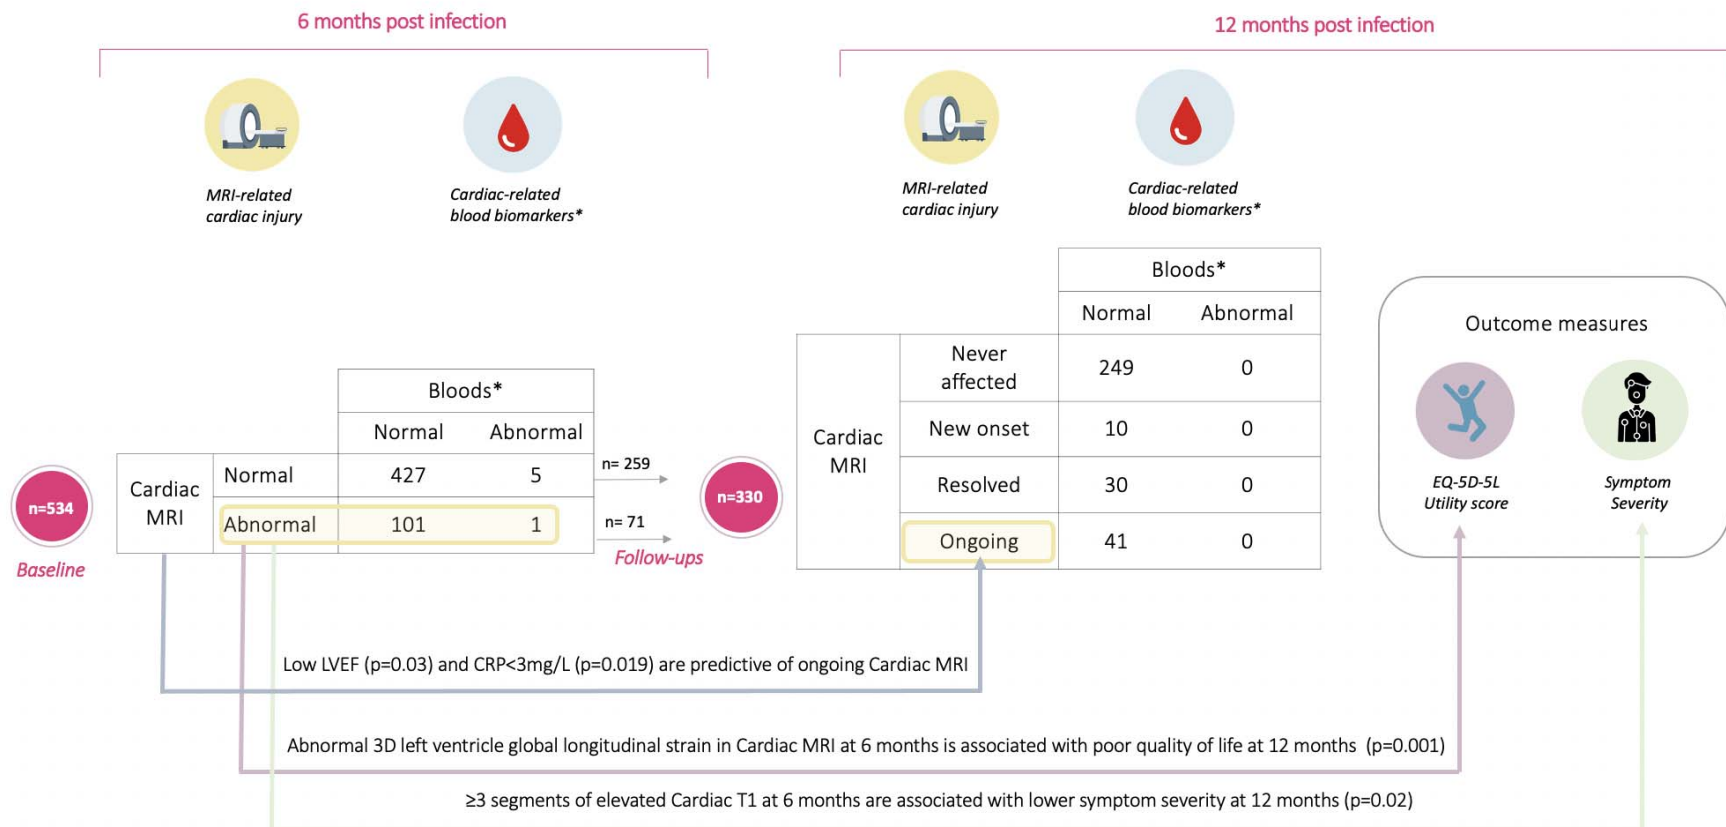 6 months post infection
12 months post infection
MRI-related
cardiac injury
Cardiac-related
blood biomarkers*
MRI-related
cardiac injury
Cardiac-related
blood biomarkers*
Bloods*
Normal Abnormal
Cardiac
MRI
Normal 427 5
Abnormal 101 1
n=534
Baseline
n= 259
n= 71
Follow-ups
n=330
Bloods*
Normal Abnormal
Cardiac
MRI
Never
affected
249 0
New onset 10 0
Resolved 30 0
Ongoing 41 0
Outcome measures
EQ-5D-5L
Utility score
Symptom
Severity
Low LVEF (p=0.03) and CRP<3mg/L (p=0.019) are predictive of ongoing Cardiac MRI
Abnormal 3D left ventricle global longitudinal strain in Cardiac MRI at 6 months is associated with poor quality of life at 12 months (p=0.001)
≥3 segments of elevated Cardiac T1 at 6 months are associated with lower symptom severity at 12 months (p=0.02)